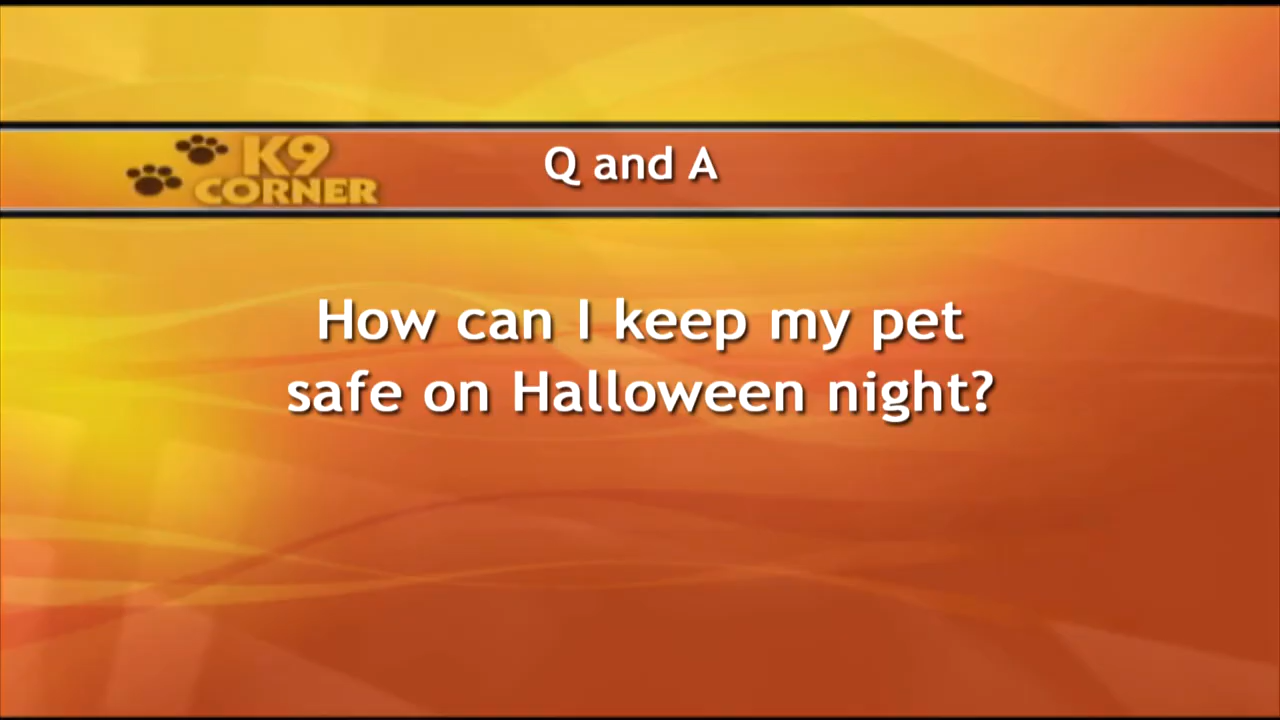 K9
CORNER
Q and A
How can I keep my pet
safe on Halloween night?